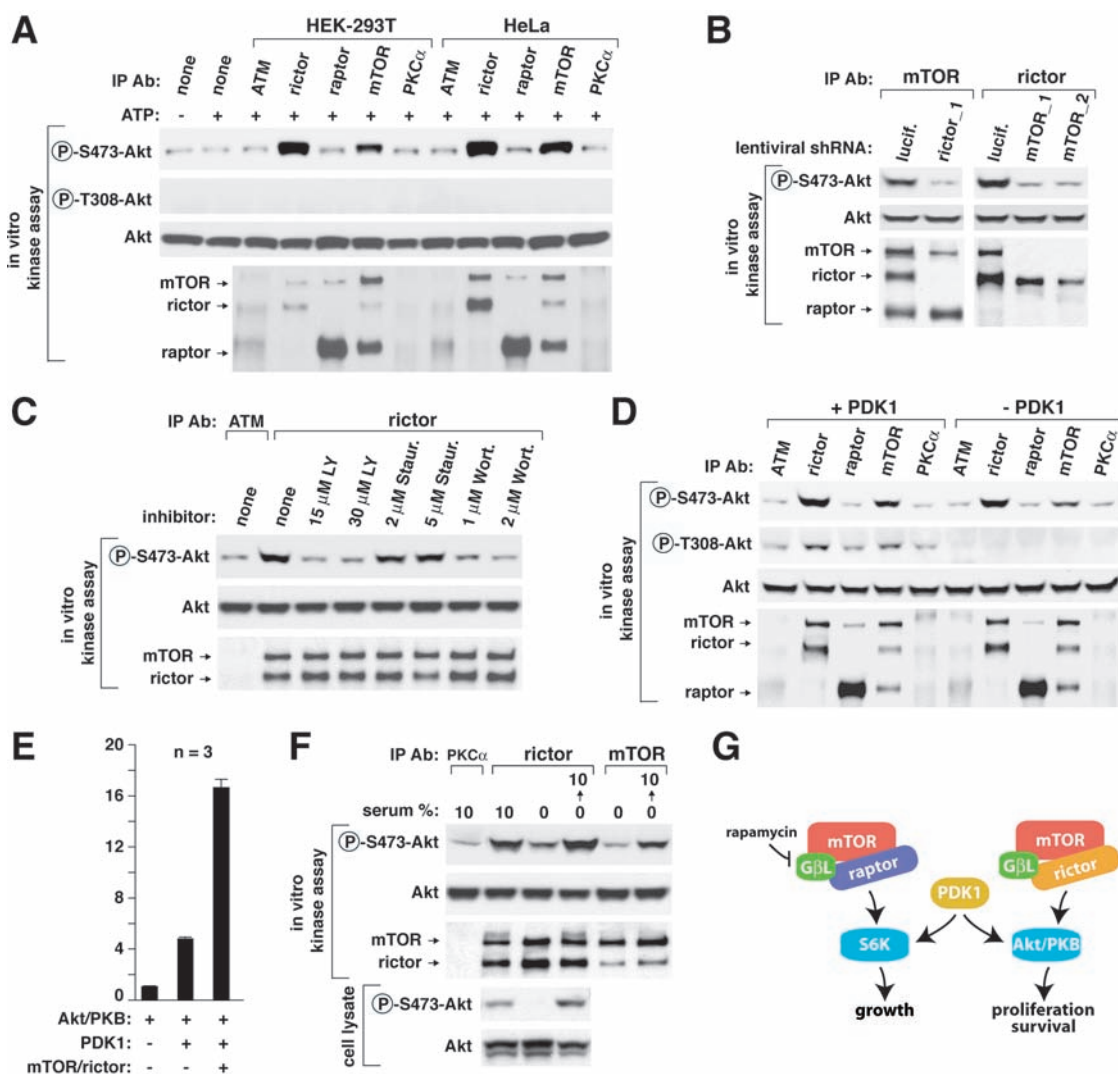 A
HEK-293T HeLa
IP Ab: none none ATM rictor raptor mTOR PKCα ATM rictor raptor mTOR PKCα
ATP: - + + + + + + + + + + +
in vitro kinase assay
Ⓟ-S473-Akt
Ⓟ-T308-Akt
Akt
mTOR
rictor
raptor
B
IP Ab: mTOR rictor
lentiviral shRNA: lucif. rictor_1 lucif. mTOR_1 mTOR_2
in vitro kinase assay
Ⓟ-S473-Akt
Akt
mTOR
rictor
raptor
C
IP Ab: ATM rictor
inhibitor: none none 15 μM LY 30 μM LY 2 μM Staur. 5 μM Staur. 1 μM Wort. 2 μM Wort.
in vitro kinase assay
Ⓟ-S473-Akt
Akt
mTOR
rictor
D
+ PDK1 - PDK1
IP Ab: ATM rictor raptor mTOR PKCα ATM rictor raptor mTOR PKCα
in vitro kinase assay
Ⓟ-S473-Akt
Ⓟ-T308-Akt
Akt
mTOR
rictor
raptor
E
n = 3
20
16
12
8
4
0
Akt/PKB: + + +
PDK1: - + +
mTOR/rictor: - - +
F
IP Ab: PKCα rictor mTOR
10 10
serum %: 10 10 0 0 0 0
in vitro kinase assay
Ⓟ-S473-Akt
Akt
mTOR
rictor
cell lysate
Ⓟ-S473-Akt
Akt
G
rapamycin
mTOR
GβL
raptor
mTOR
GβL
rictor
PDK1
S6K
Akt/PKB
growth
proliferation
survival